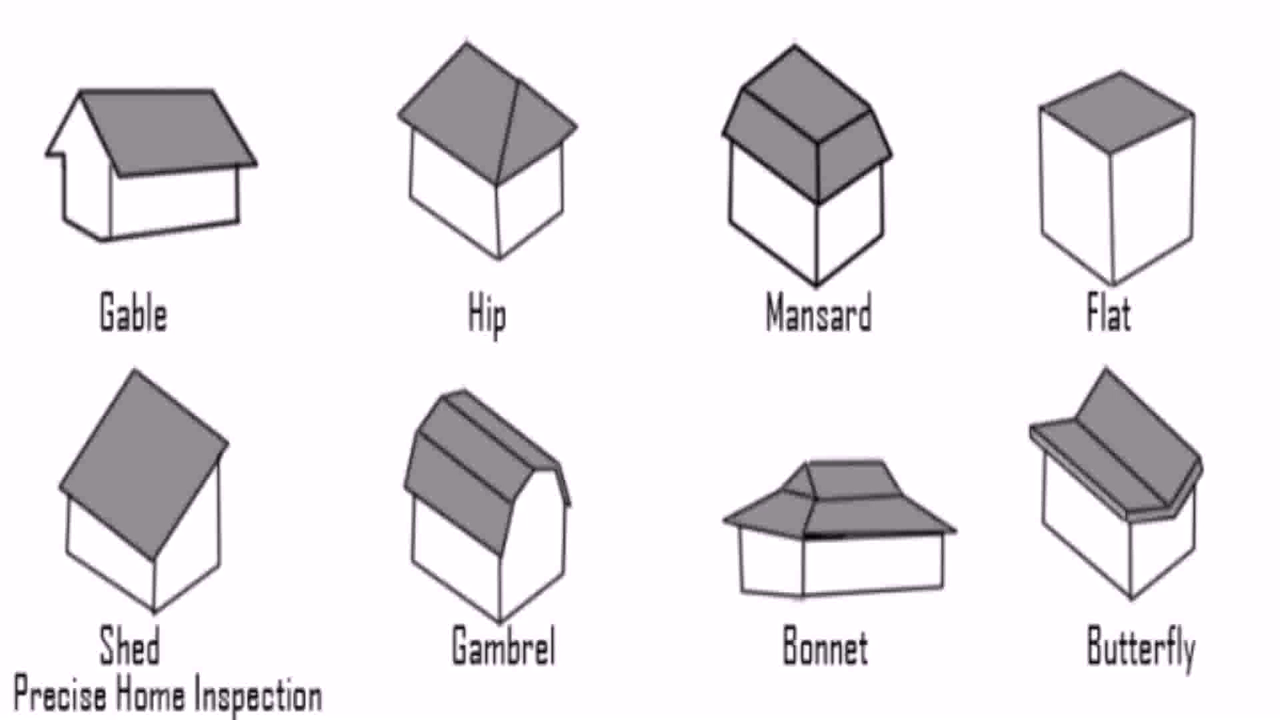 Gable
Hip
Mansard
Flat
Shed
Gambrel
Bonnet
Butterfly
Precise Home Inspection